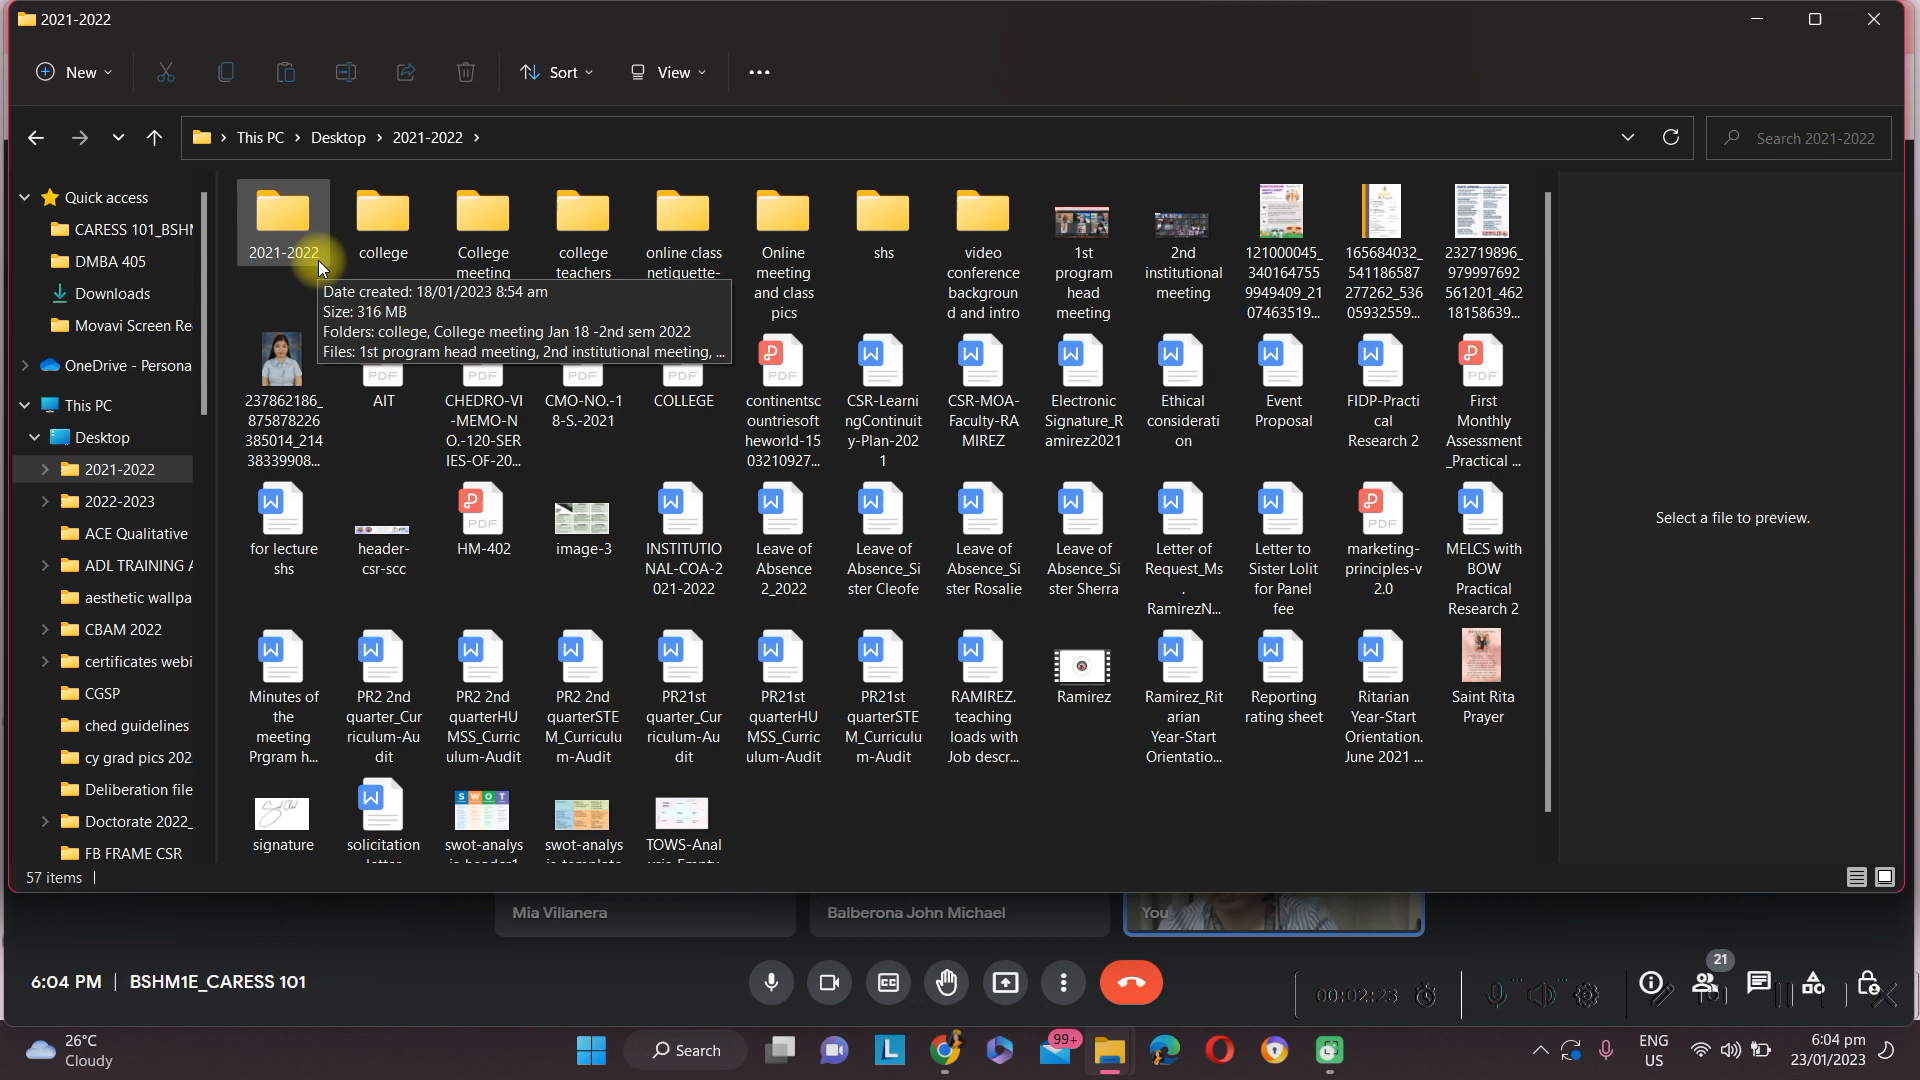 2021-2022
New
Sort
View
This PC
Desktop
2021-2022
Search 2021-2022
Quick access
CARESS 101_BSHM
DMBA 405
Downloads
Movavi Screen Re
OneDrive - Persona
This PC
Desktop
2021-2022
2022-2023
ACE Qualitative
ADL TRAINING A
aesthetic wallpa
CBAM 2022
certificates webi
CGSP
ched guidelines
cy grad pics 202
Deliberation file
Doctorate 2022_
FB FRAME CSR
2021-2022
college
College
meeting
college
teachers
online class
netiquette-
Online
meeting
and class
pics
shs
video
conference
backgroun
d and intro
1st
program
head
meeting
2nd
institutional
meeting
121000045_
340164755
9949409_21
07463519...
165684032_
541186587
277262_536
05932559...
232719896_
979997692
561201_462
18158639...
Date created: 18/01/2023 8:54 am
Size: 316 MB
Folders: college, College meeting Jan 18 -2nd sem 2022
Files: 1st program head meeting, 2nd institutional meeting, ...
237862186_
875878226
385014_214
38339908...
PDF
AIT
PDF
CHEDRO-VI
-MEMO-N
O.-120-SER
IES-OF-20...
PDF
CMO-NO.-1
8-S.-2021
PDF
COLLEGE
PDF
continentsc
ountriesoft
heworld-15
03210927...
CSR-Learni
ngContinuit
y-Plan-202
1
CSR-MOA-
Faculty-RA
MIREZ
Electronic
Signature_R
amirez2021
Ethical
considerati
on
Event
Proposal
FIDP-Practi
cal
Research 2
PDF
First
Monthly
Assessment
_Practical ...
for lecture
shs
header-
csr-scc
PDF
HM-402
image-3
INSTITUTIO
NAL-COA-2
021-2022
Leave of
Absence
2_2022
Leave of
Absence_Si
ster Cleofe
Leave of
Absence_Si
ster Rosalie
Leave of
Absence_Si
ster Sherra
Letter of
Request_Ms
.
RamirezN...
Letter to
Sister Lolit
for Panel
fee
PDF
marketing-
principles-v
2.0
MELCS with
BOW
Practical
Research 2
Minutes of
the
meeting
Prgram h...
PR2 2nd
quarter_Cur
riculum-Au
dit
PR2 2nd
quarterHU
MSS_Curric
ulum-Audit
PR2 2nd
quarterSTE
M_Curriculu
m-Audit
PR21st
quarter_Cur
riculum-Au
dit
PR21st
quarterHU
MSS_Curric
ulum-Audit
PR21st
quarterSTE
M_Curriculu
m-Audit
RAMIREZ.
teaching
loads with
Job descr...
Ramirez
Ramirez_Rit
arian
Year-Start
Orientatio...
Reporting
rating sheet
Ritarian
Year-Start
Orientation.
June 2021 ...
Saint Rita
Prayer
signature
solicitation
letter
SWOT
swot-analys
swot-analys
TOWS-Anal
Select a file to preview.
57 items
Mia Villanera
Balberona John Michael
You
6:04 PM | BSHM1E_CARESS 101
00:02:23
21
26°C
Cloudy
Search
99+
ENG
US
6:04 pm
23/01/2023